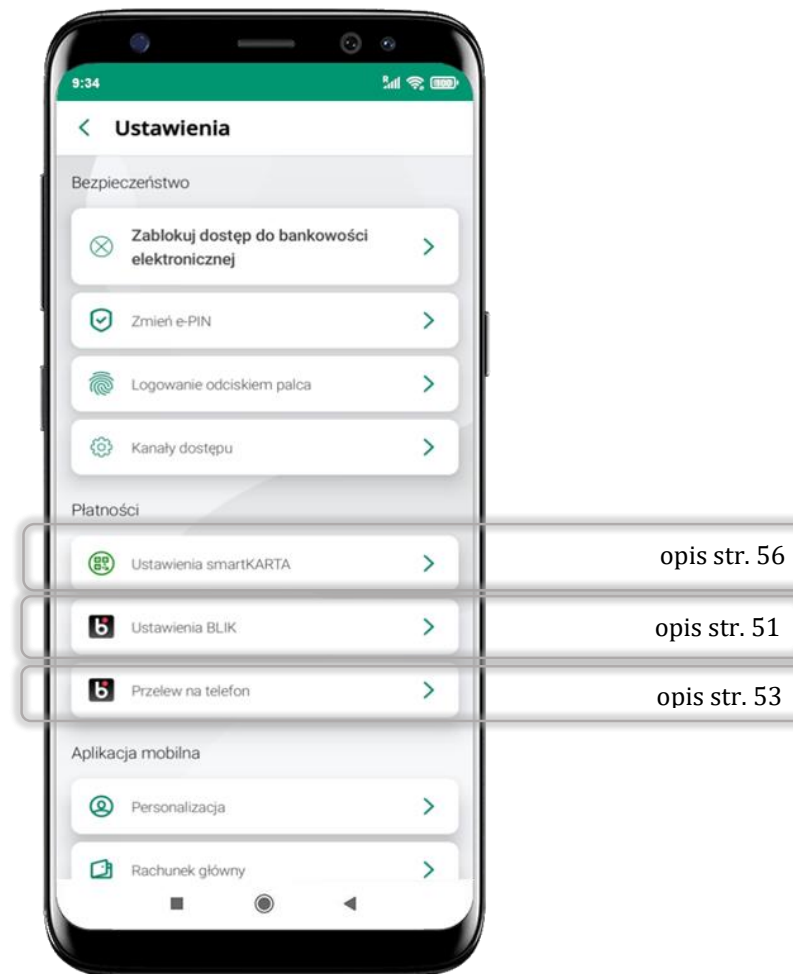 9:34
Ustawienia
Bezpieczeństwo
Zablokuj dostęp do bankowości
elektronicznej
Zmień e-PIN
Logowanie odciskiem palca
Kanały dostępu
Płatności
Ustawienia smartKARTA
opis str. 56
Ustawienia BLIK
opis str. 51
Przelew na telefon
opis str. 53
Aplikacja mobilna
Personalizacja
Rachunek główny